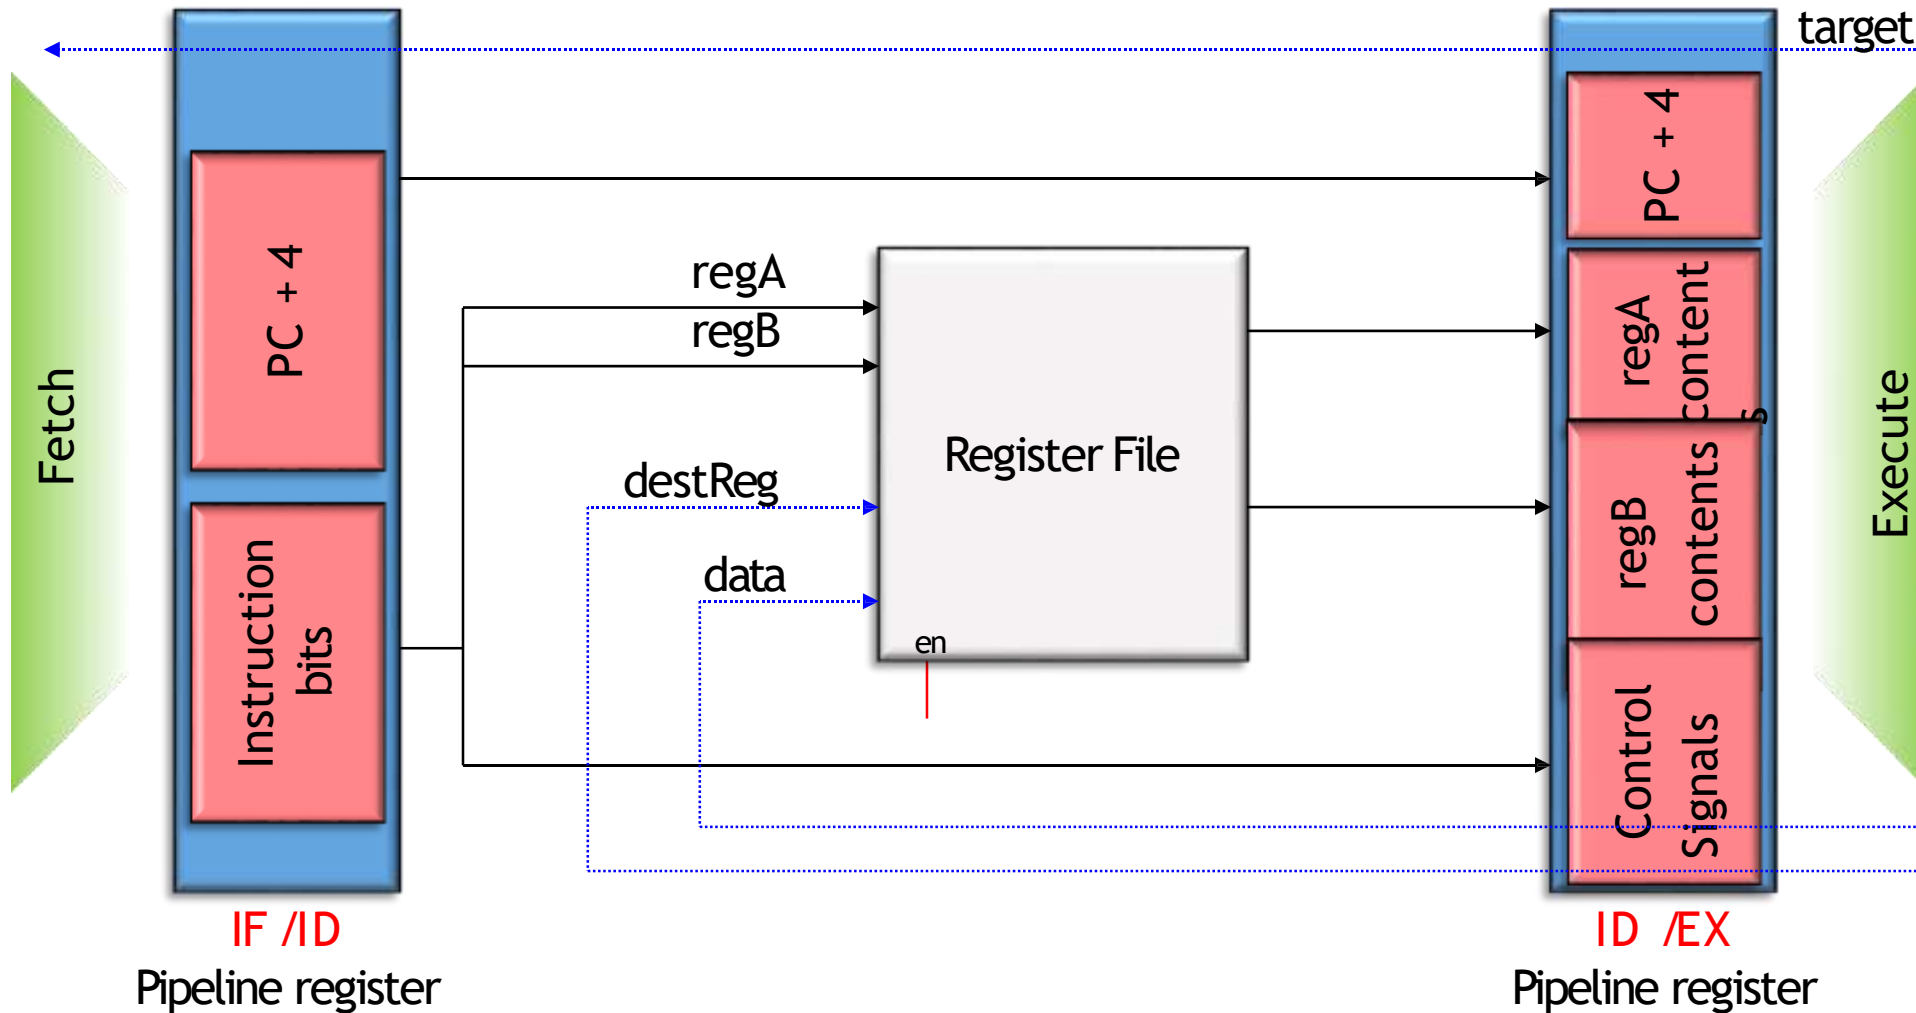 target
Fetch
PC + 4
Instruction
bits
regA
regB
destReg
data
Register File
en
PC + 4
regA
contents
regB
contents
Control
Signals
Execute
IF /ID
Pipeline register
ID /EX
Pipeline register